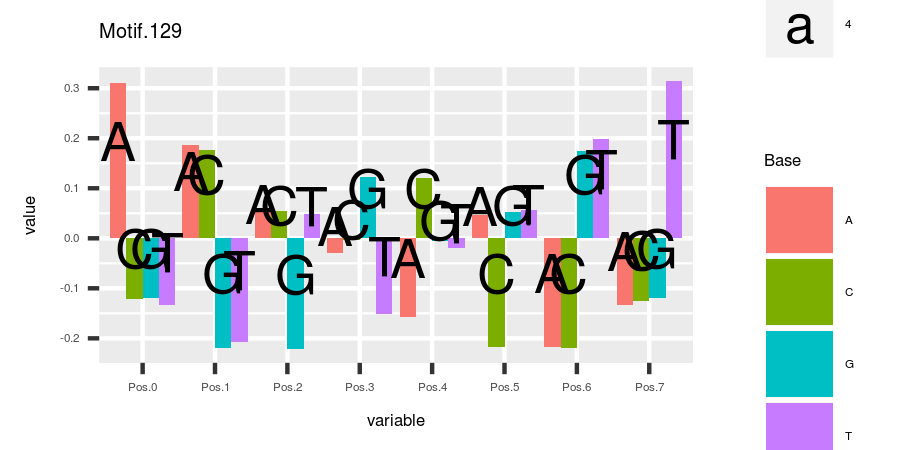 Motif.129
a 4
0.3
0.2
0.1
0.0
-0.1
-0.2
value
A C G T
A C G T
A C G T
A C G T
A C G T
A C G T
A C G T
A C G T
Pos.0 Pos.1 Pos.2 Pos.3 Pos.4 Pos.5 Pos.6 Pos.7
variable
Base
A
C
G
T